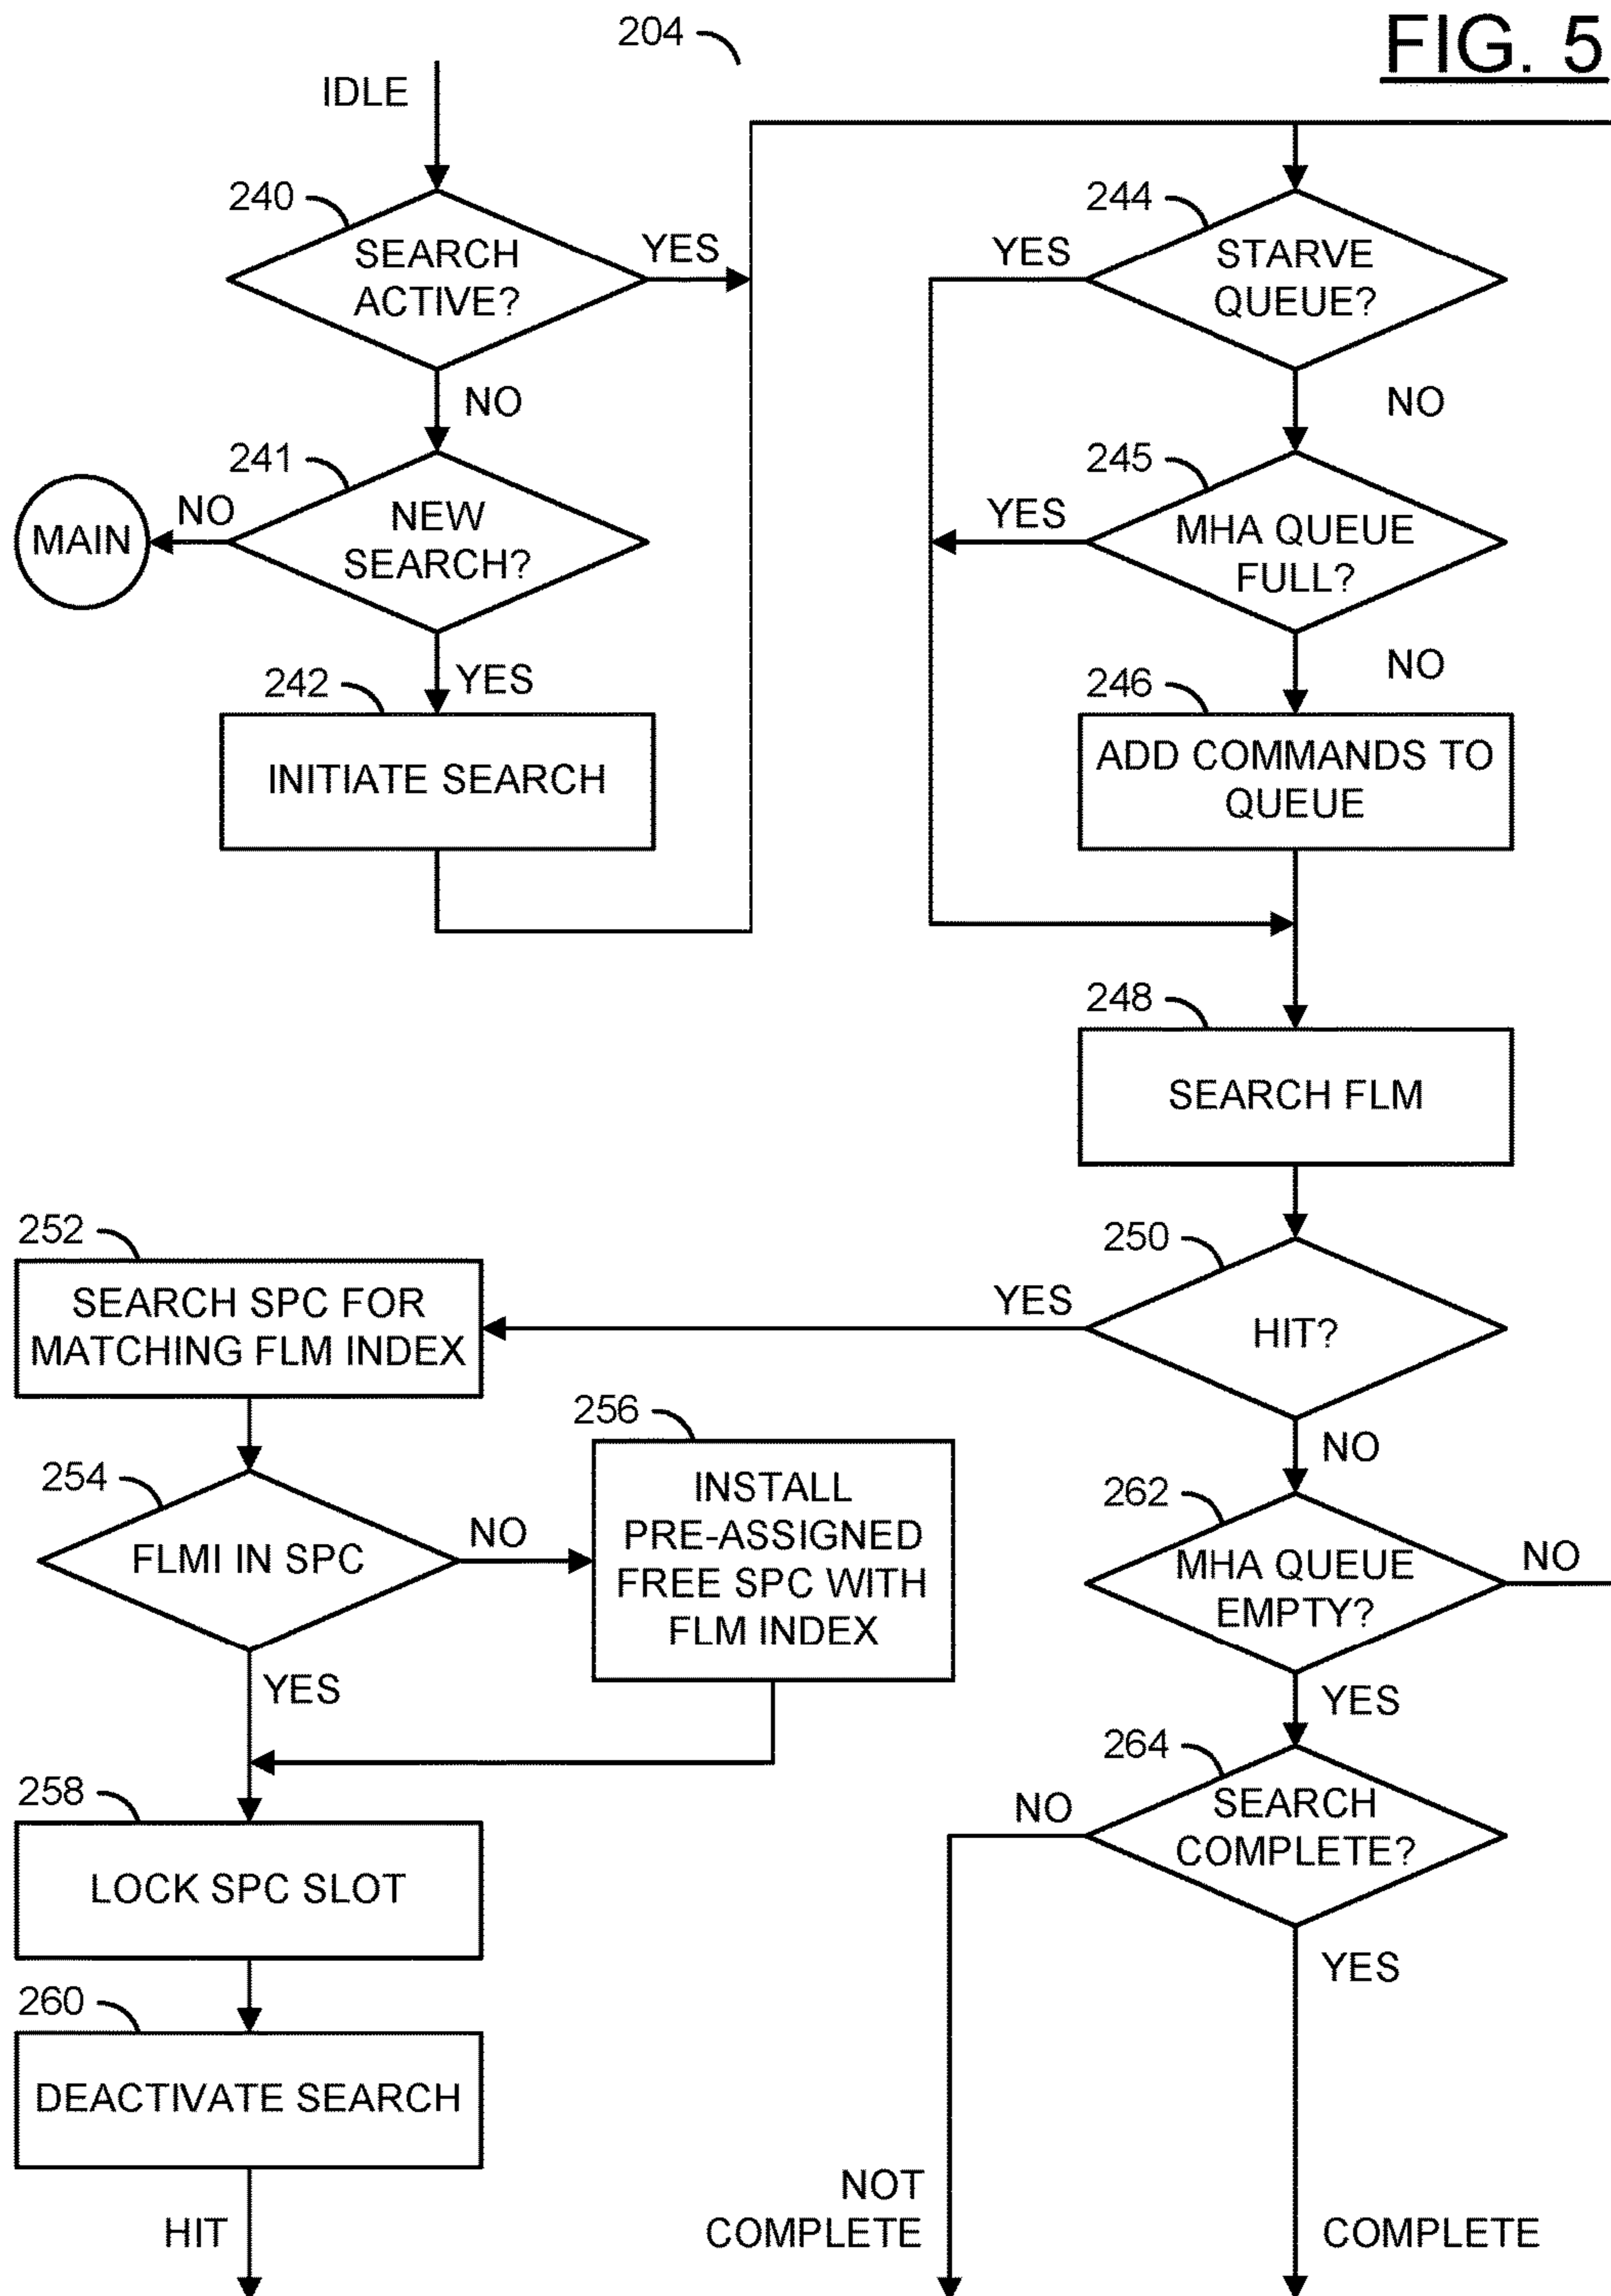 204
FIG. 5
IDLE
240
SEARCH
ACTIVE?
YES
NO
241
NEW
SEARCH?
NO
MAIN
YES
242
INITIATE SEARCH
244
STARVE
QUEUE?
YES
NO
245
MHA QUEUE
FULL?
YES
NO
246
ADD COMMANDS TO
QUEUE
248
SEARCH FLM
250
HIT?
YES
NO
252
SEARCH SPC FOR
MATCHING FLM INDEX
254
FLMI IN SPC
NO
YES
256
INSTALL
PRE-ASSIGNED
FREE SPC WITH
FLM INDEX
258
LOCK SPC SLOT
260
DEACTIVATE SEARCH
HIT
262
MHA QUEUE
EMPTY?
NO
YES
264
SEARCH
COMPLETE?
NO
YES
NOT
COMPLETE
COMPLETE